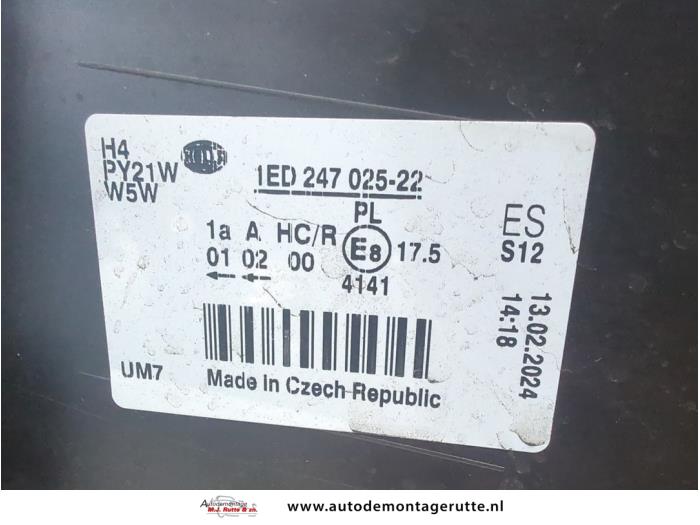 H4
PY21W
W5W
HELLA
1ED 247 025-22
PL
1a A HC/R E8 17.5
01 02 00
4141
ES
S12
13.02.2024
14:18
UM7
Made in Czech Republic
Autodemontage
M.J. Rutte & zn.
www.autodemontagerutte.nl